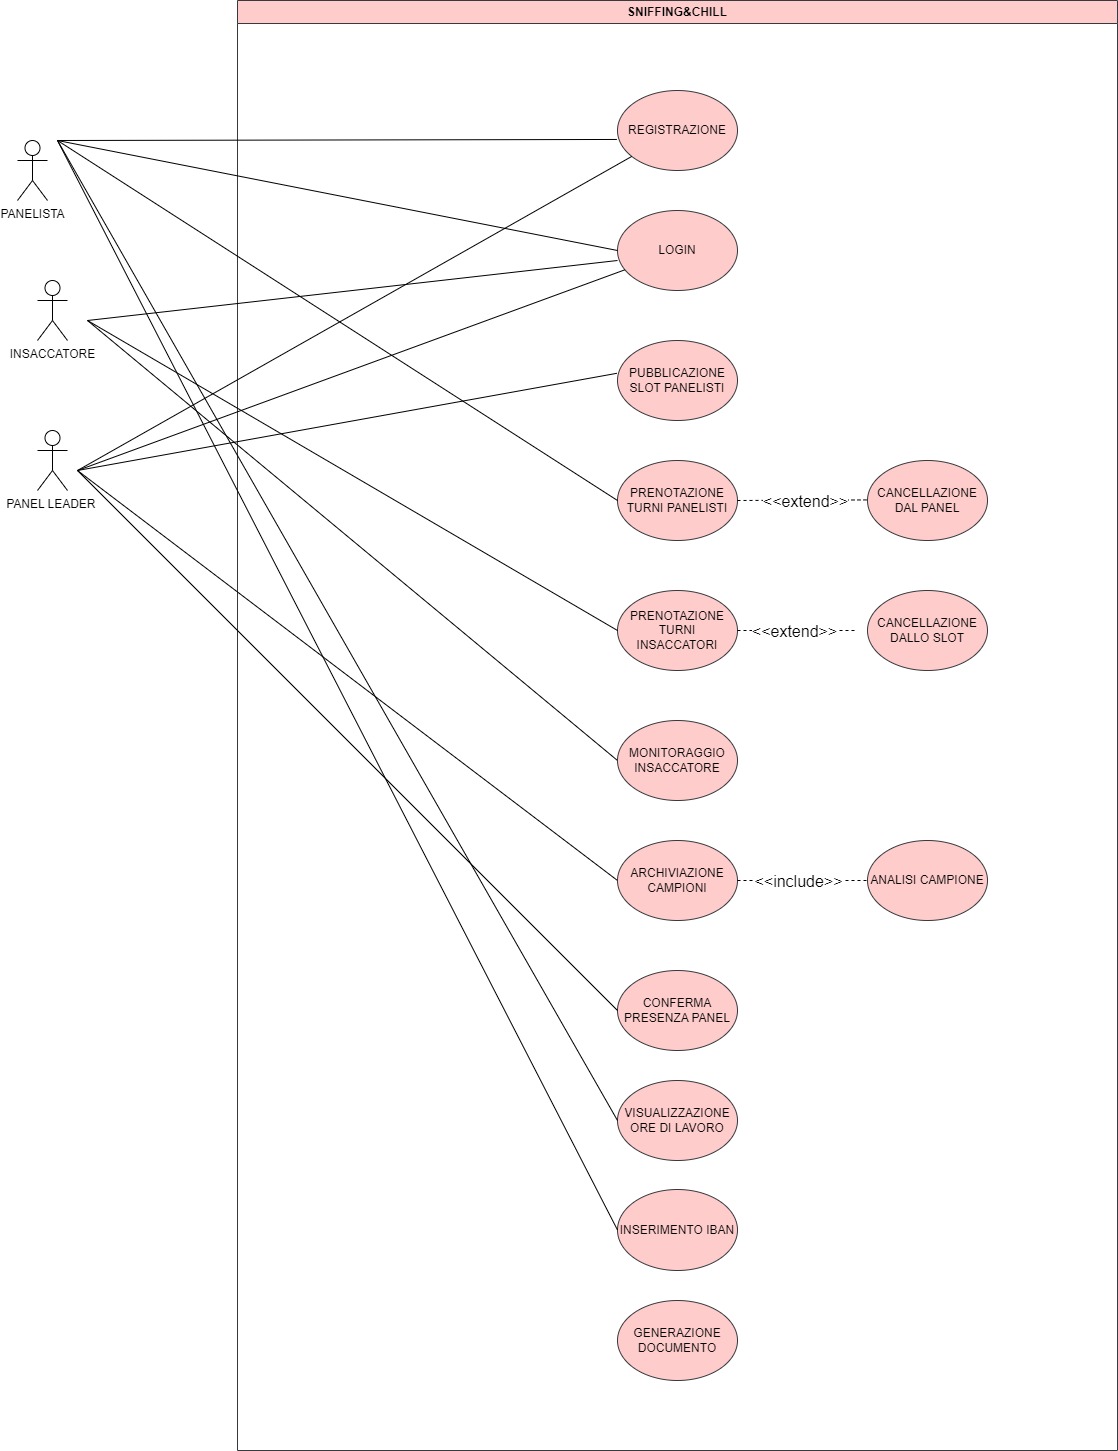 SNIFFING&CHILL
REGISTRAZIONE
PANELISTA
LOGIN
INSACCATORE
PUBBLICAZIONE
SLOT PANELISTI
PANEL LEADER
PRENOTAZIONE
TURNI PANELISTI
<<extend>>
CANCELLAZIONE
DAL PANEL
PRENOTAZIONE
TURNI
INSACCATORI
<<extend>>
CANCELLAZIONE
DALLO SLOT
MONITORAGGIO
INSACCATORE
ARCHIVIAZIONE
CAMPIONI
<<include>>
ANALISI CAMPIONE
CONFERMA
PRESENZA PANEL
VISUALIZZAZIONE
ORE DI LAVORO
INSERIMENTO IBAN
GENERAZIONE
DOCUMENTO